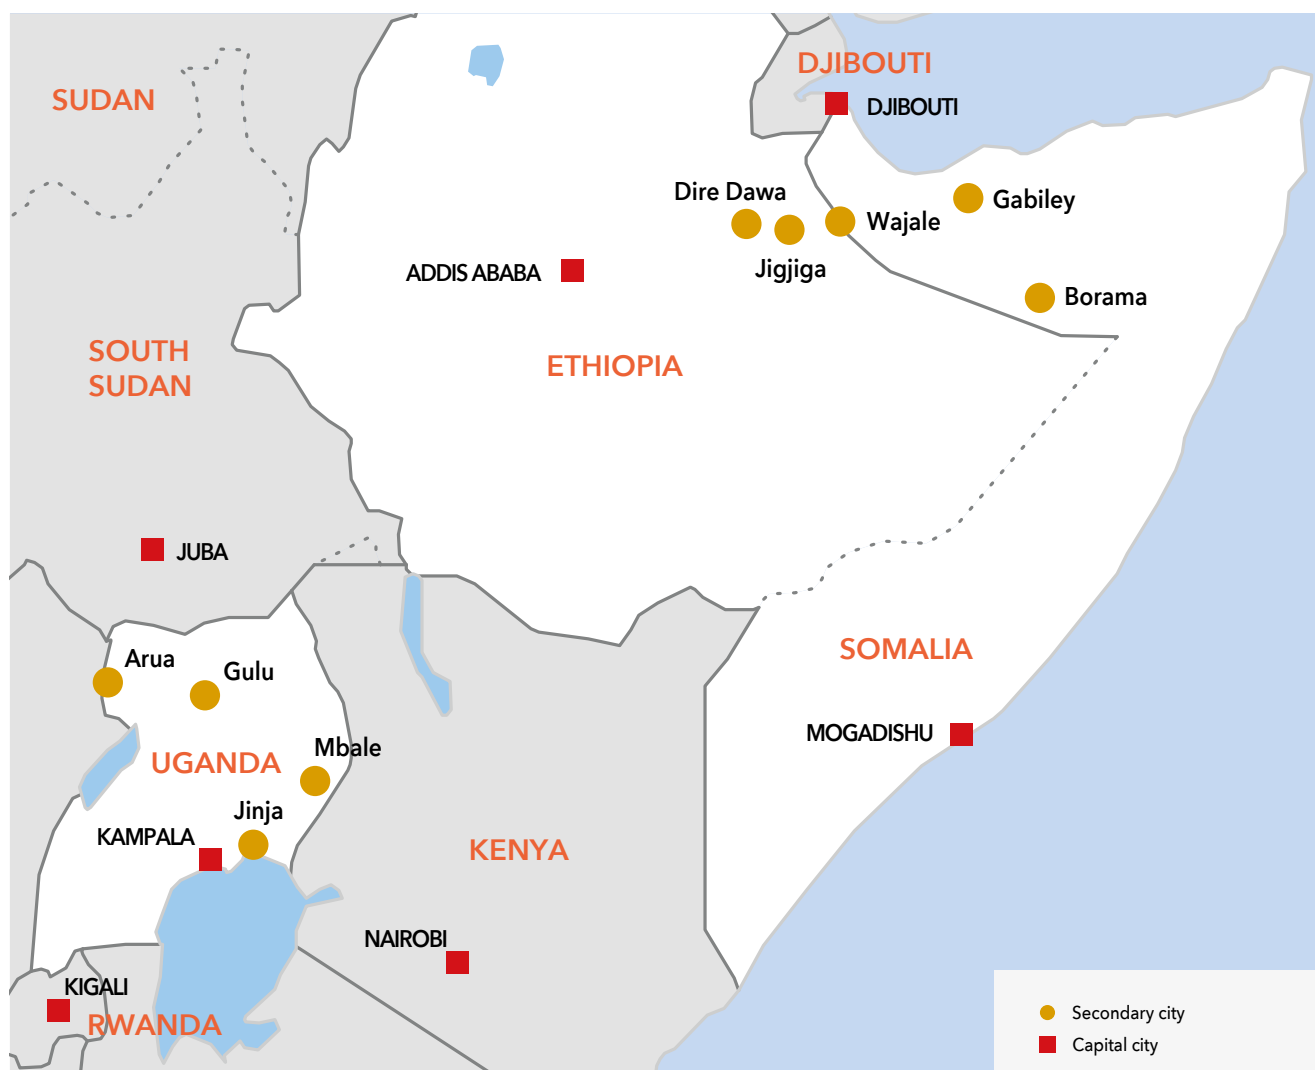 DJIBOUTI
SUDAN
DJIBOUTI
Dire Dawa
Gabiley
Wajale
Jigjiga
ADDIS ABABA
Borama
SOUTH
SUDAN
ETHIOPIA
JUBA
SOMALIA
Arua
Gulu
MOGADISHU
Mbale
UGANDA
Jinja
KAMPALA
KENYA
NAIROBI
KIGALI
RWANDA
Secondary city
Capital city